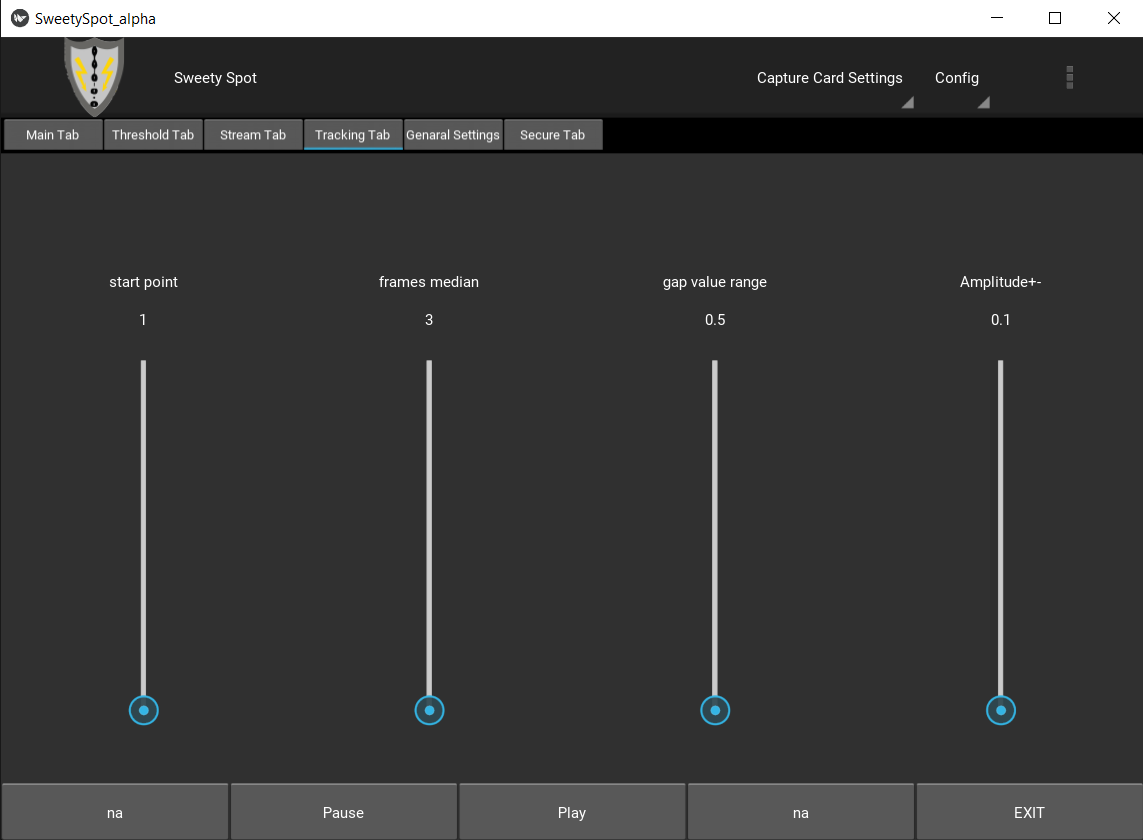 SweetySpot_alpha
Sweety Spot
Capture Card Settings
Config
Main Tab
Threshold Tab
Stream Tab
Tracking Tab
Genaral Settings
Secure Tab
start point
frames median
gap value range
Amplitude+-
1
3
0.5
0.1
na
Pause
Play
na
EXIT